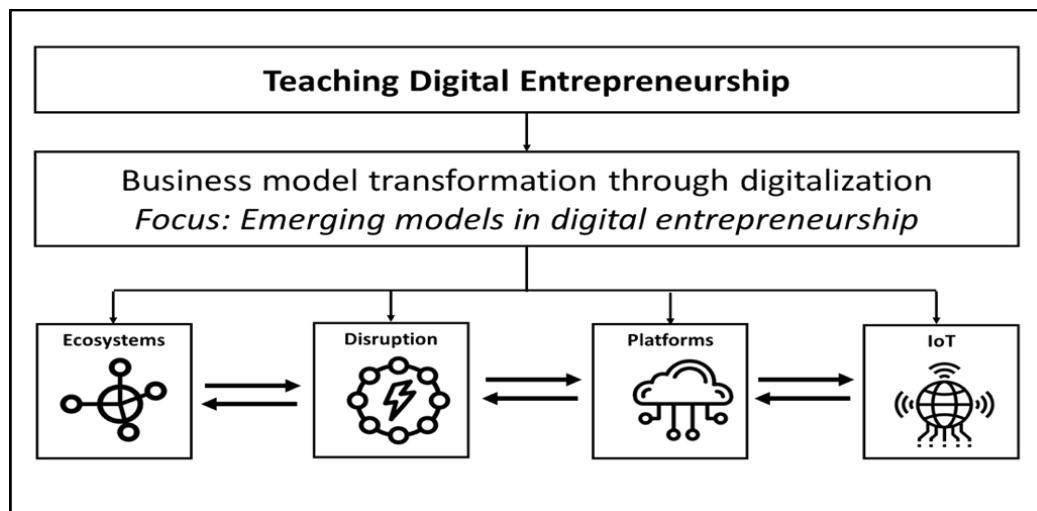 Teaching Digital Entrepreneurship
Business model transformation through digitalization
Focus: Emerging models in digital entrepreneurship
Ecosystems
Disruption
Platforms
IoT